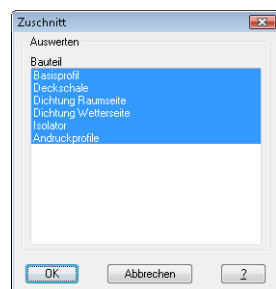 Zuschnitt
Auswerten
Bauteil
Basisprofil
Deckschale
Dichtung Raumseite
Dichtung Wetterseite
Isolator
Andruckprofile
OK
Abbrechen
?